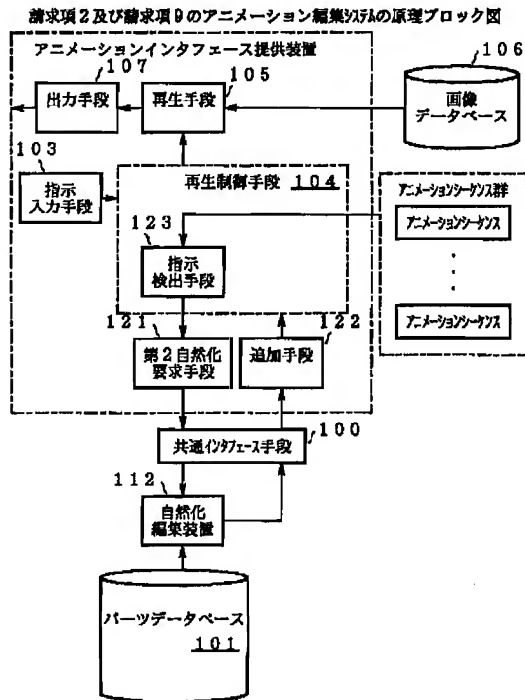 請求項2及び請求項9のアニメーション編集システムの原理ブロック図
アニメーションインタフェース提供装置
107
105
106
出力手段
再生手段
画像
データベース
103
指示
入力手段
再生制御手段 104
アニメーションシーケンス群
アニメーションシーケンス
123
指示
検出手段
アニメーションシーケンス
121
122
第2自然化
要求手段
追加手段
100
共通インタフェース手段
112
自然化
編集装置
パーツデータベース
101